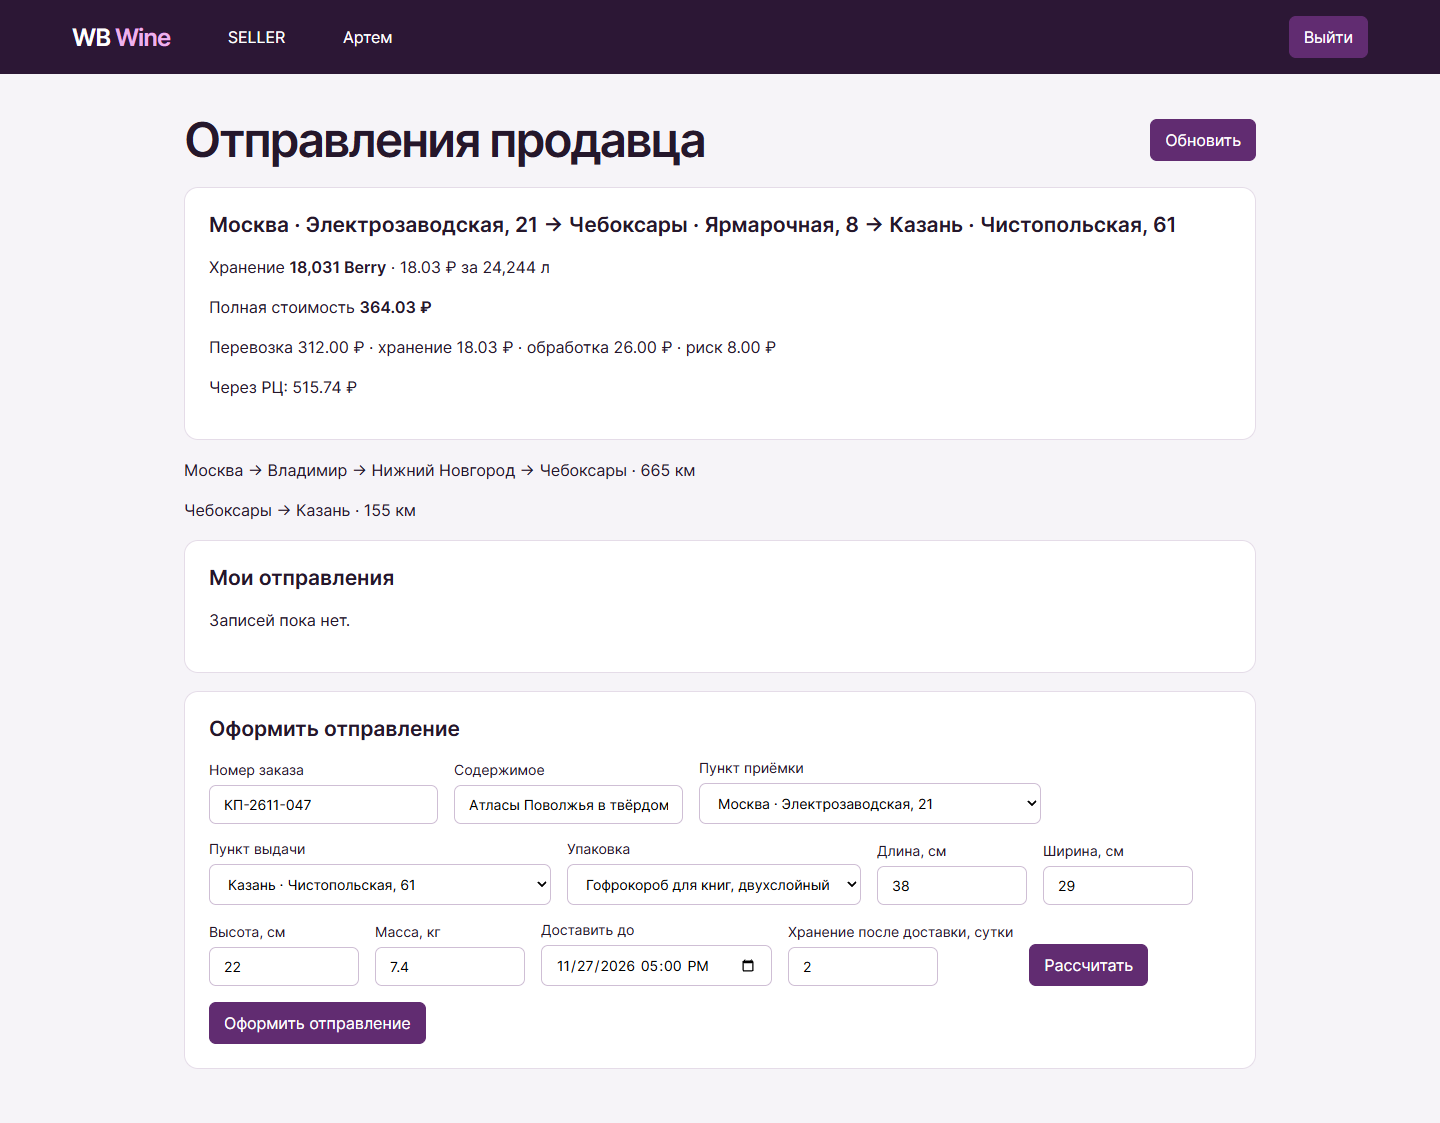 WB Wine
SELLER
Артем
Выйти
Отправления продавца
Обновить
Москва · Электрозаводская, 21 → Чебоксары · Ярмарочная, 8 → Казань · Чистопольская, 61
Хранение 18,031 Berry · 18.03 ₽ за 24,244 л
Полная стоимость 364.03 ₽
Перевозка 312.00 ₽ · хранение 18.03 ₽ · обработка 26.00 ₽ · риск 8.00 ₽
Через РЦ: 515.74 ₽
Москва → Владимир → Нижний Новгород → Чебоксары · 665 км
Чебоксары → Казань · 155 км
Мои отправления
Записей пока нет.
Оформить отправление
Номер заказа
КП-2611-047
Содержимое
Атласы Поволжья в твёрдом
Пункт приёмки
Москва · Электрозаводская, 21
Пункт выдачи
Казань · Чистопольская, 61
Упаковка
Гофрокороб для книг, двухслойный
Длина, см
38
Ширина, см
29
Высота, см
22
Масса, кг
7.4
Доставить до
11/27/2026 05:00 PM
Хранение после доставки, сутки
2
Рассчитать
Оформить отправление